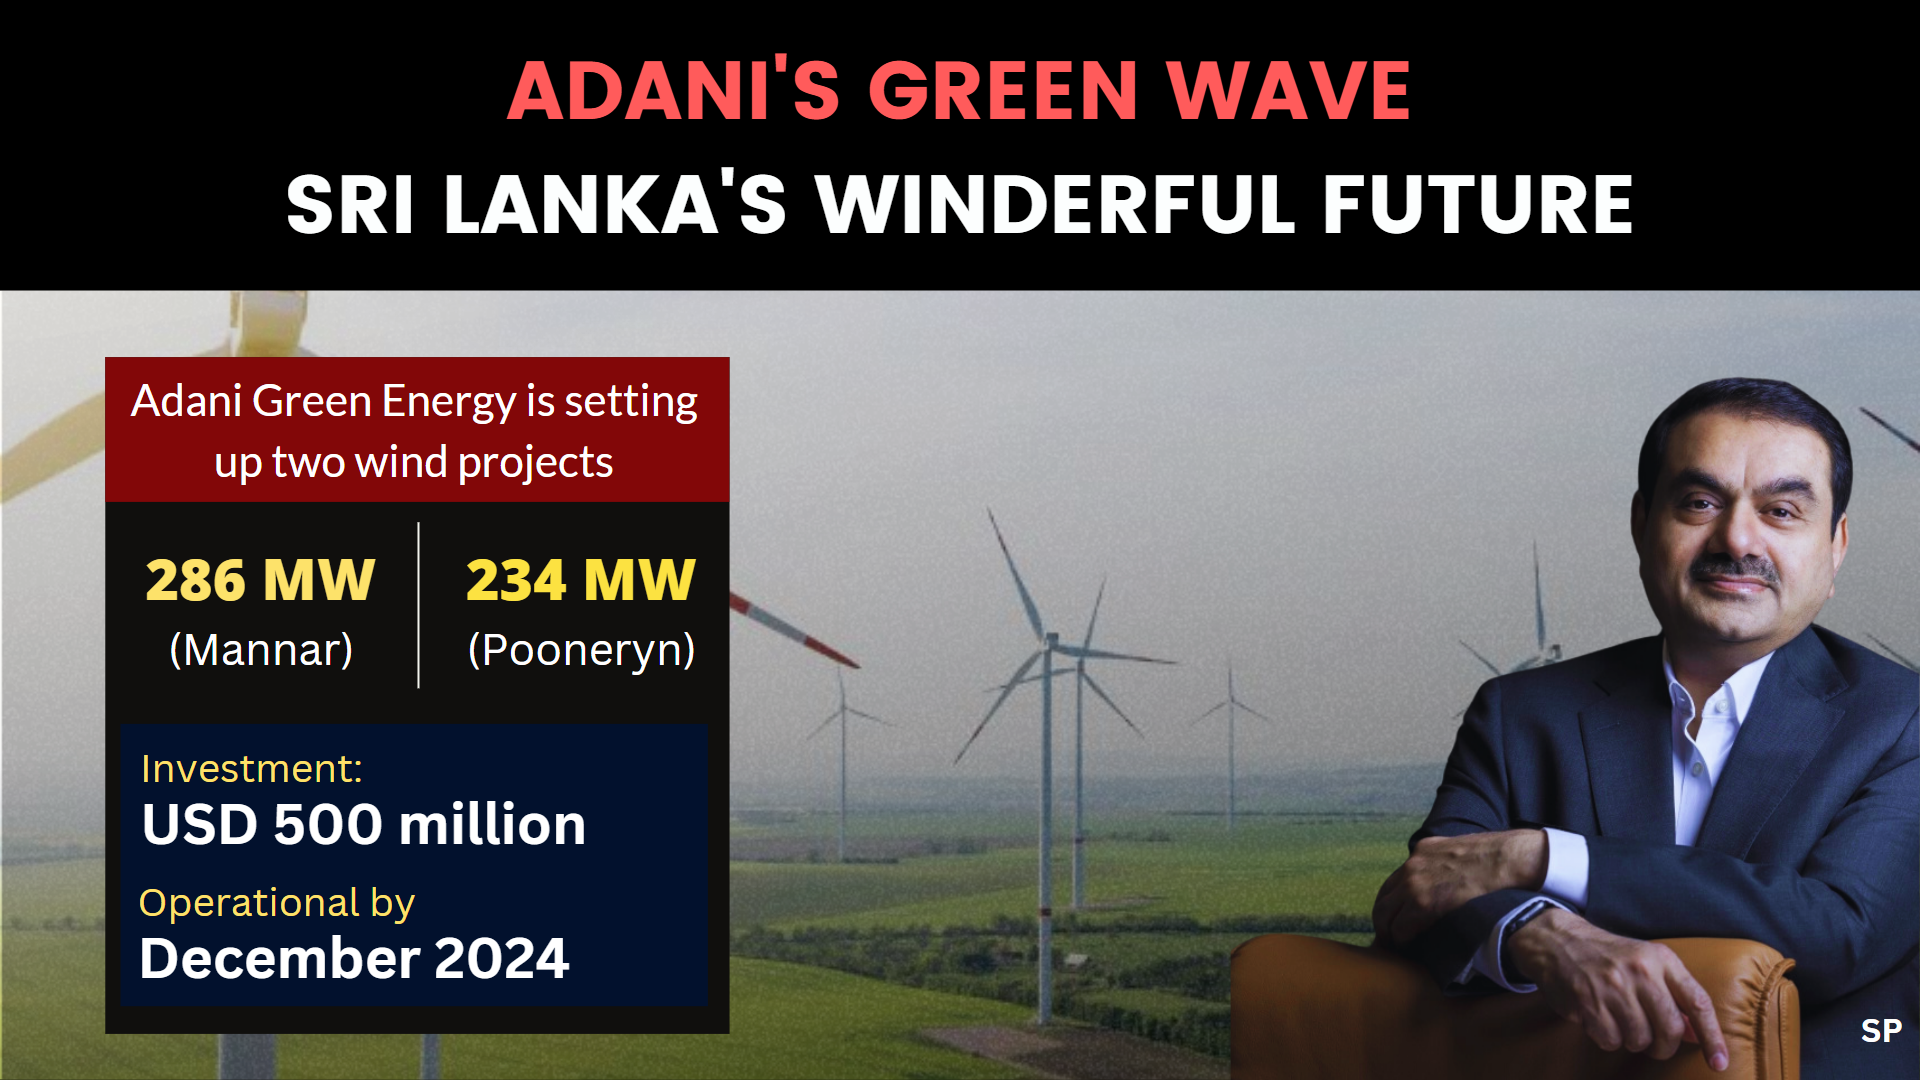 ADANI'S GREEN WAVE
SRI LANKA'S WINDERFUL FUTURE
Adani Green Energy is setting
up two wind projects
286 MW
(Mannar)
234 MW
(Pooneryn)
Investment:
USD 500 million
Operational by
December 2024
SP